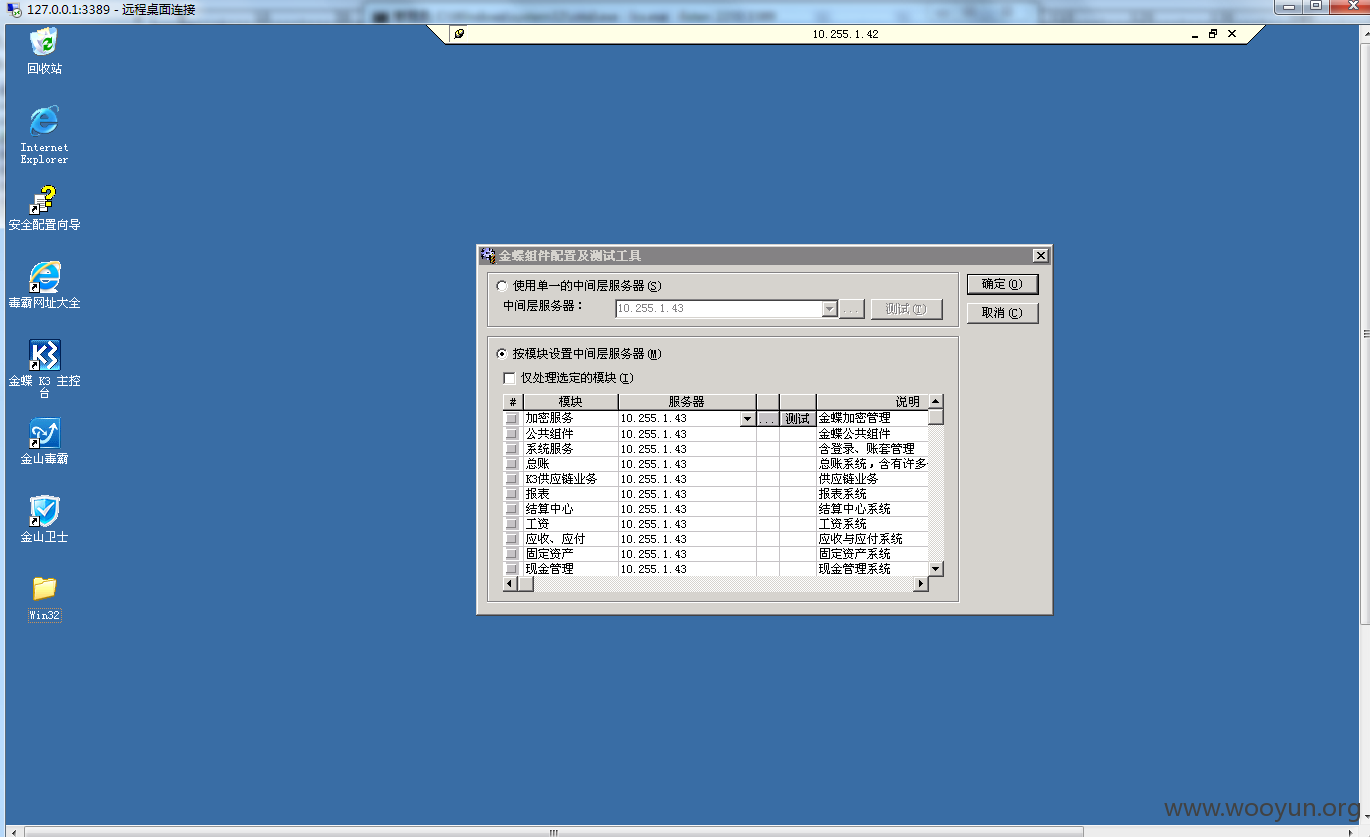 127.0.0.1:3389 - 远程桌面连接
10.255.1.42
回收站
Internet
Explorer
安全配置向导
毒霸网址大全
金蝶 K3 主控
台
金山毒霸
金山卫士
Win32
金蝶组件配置及测试工具
使用单一的中间层服务器(S)
中间层服务器： 10.255.1.43 ... 测试(T)
确定(O)
取消(C)
按模块设置中间层服务器(M)
仅处理选定的模块(I)
# 模块 服务器 说明
加密服务 10.255.1.43 ... 测试 金蝶加密管理
公共组件 10.255.1.43 金蝶公共组件
系统服务 10.255.1.43 含登录、账套管理
总账 10.255.1.43 总账系统，含有许多
K3供应链业务 10.255.1.43 供应链业务
报表 10.255.1.43 报表系统
结算中心 10.255.1.43 结算中心系统
工资 10.255.1.43 工资系统
应收、应付 10.255.1.43 应收与应付系统
固定资产 10.255.1.43 固定资产系统
现金管理 10.255.1.43 现金管理系统
www.wooyun.org